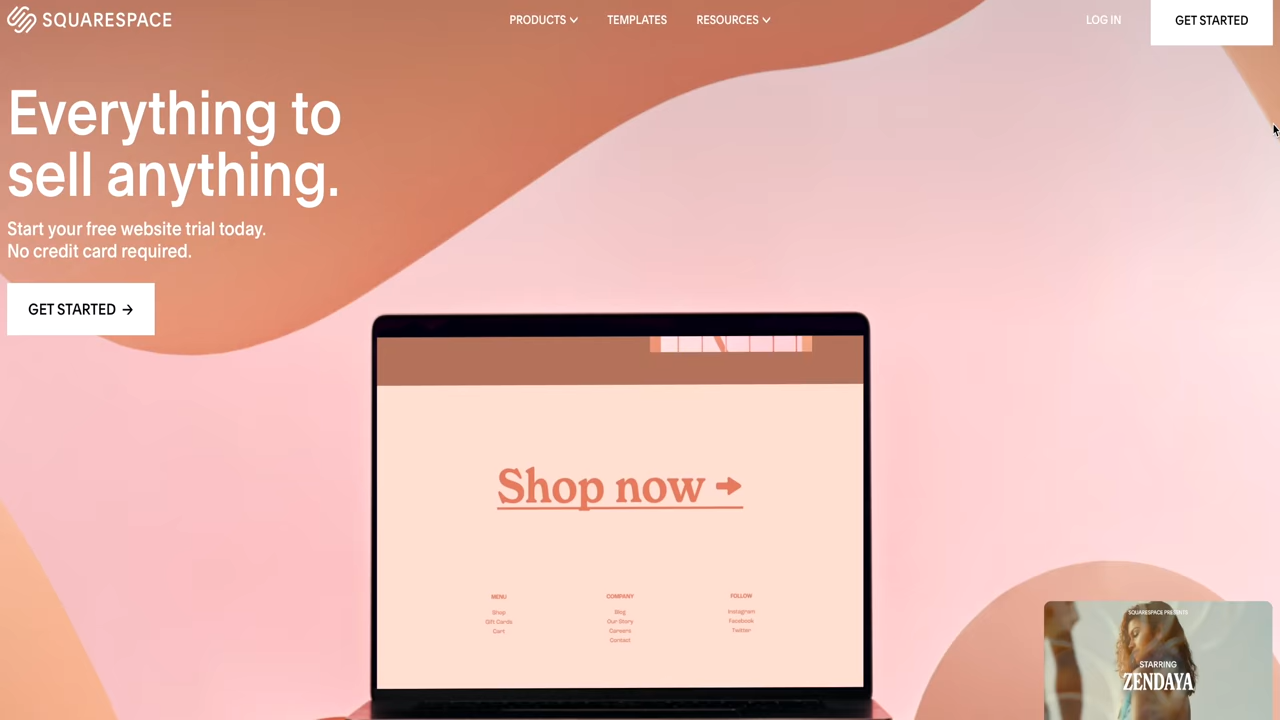 SQUARESPACE
PRODUCTS
TEMPLATES
RESOURCES
LOG IN
GET STARTED
Everything to
sell anything.
Start your free website trial today.
No credit card required.
GET STARTED →
Shop now →
MENU
Shop
Gift Cards
Cart
COMPANY
Blog
Our Story
Careers
Contact
FOLLOW
Instagram
Facebook
Twitter
SQUARESPACE PRESENTS
STARRING
ZENDAYA